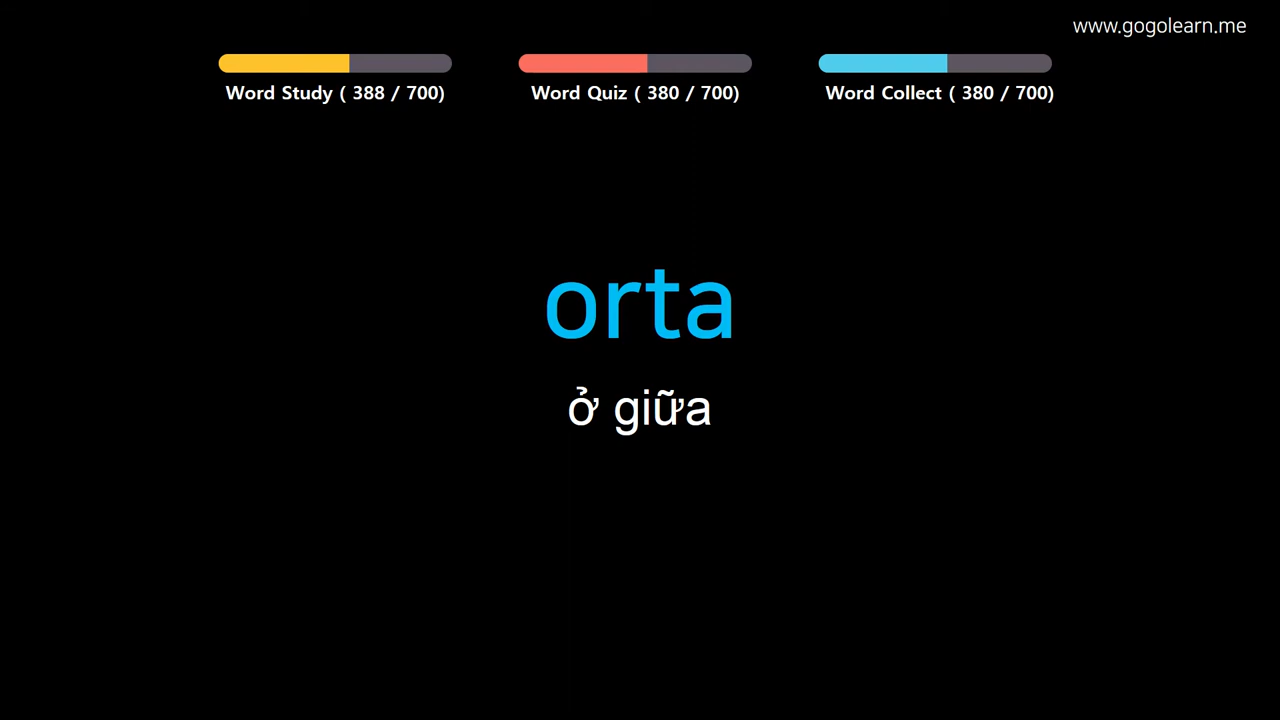 www.gogolearn.me
Word Study ( 388 / 700)
Word Quiz ( 380 / 700)
Word Collect ( 380 / 700)
orta
ở giữa